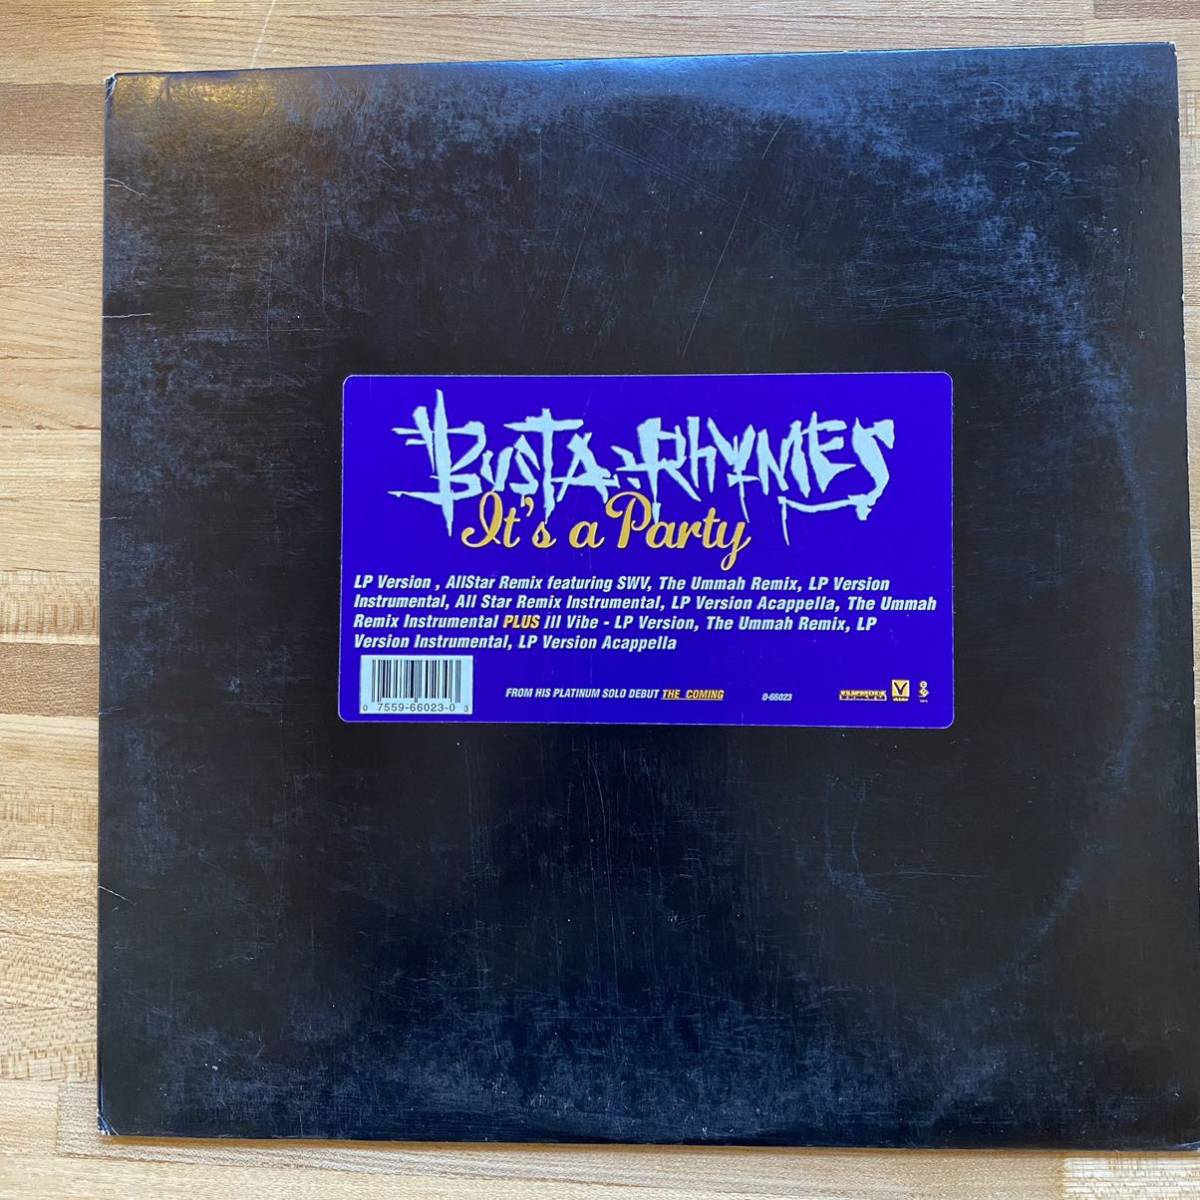 BUSTA RHYMES
It's a Party
LP Version , AllStar Remix featuring SWV, The Ummah Remix, LP Version
Instrumental, All Star Remix Instrumental, LP Version Acappella, The Ummah
Remix Instrumental PLUS Ill Vibe - LP Version, The Ummah Remix, LP
Version Instrumental, LP Version Acappella
0 7559-66023-0 3
FROM HIS PLATINUM SOLO DEBUT THE COMING
0-66023